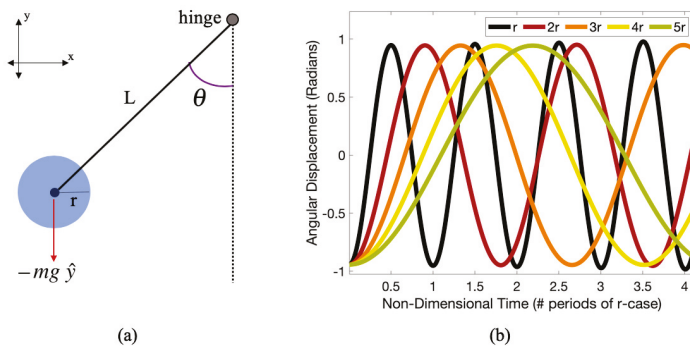 hinge
y
x
L
θ
r
−mg ŷ
(a)
r 2r 3r 4r 5r
Angular Displacement (Radians)
1
0.5
0
-0.5
-1
0.5 1 1.5 2 2.5 3 3.5 4
Non-Dimensional Time (# periods of r-case)
(b)